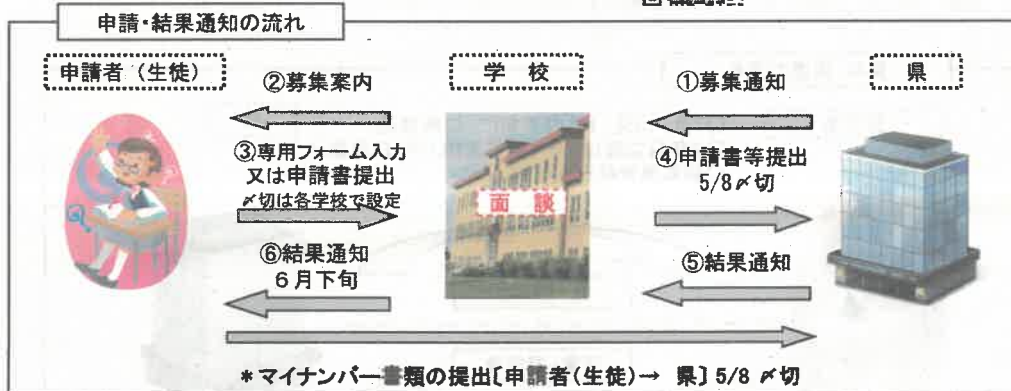 申請・結果通知の流れ
申請者（生徒）
学 校
県
②募集案内
①募集通知
③専用フォーム入力
又は申請書提出
〆切は各学校で設定
④申請書等提出
5/8〆切
面 談
⑥結果通知
６月下旬
⑤結果通知
＊マイナンバー書類の提出〔申請者(生徒)→ 県〕5/8 〆切